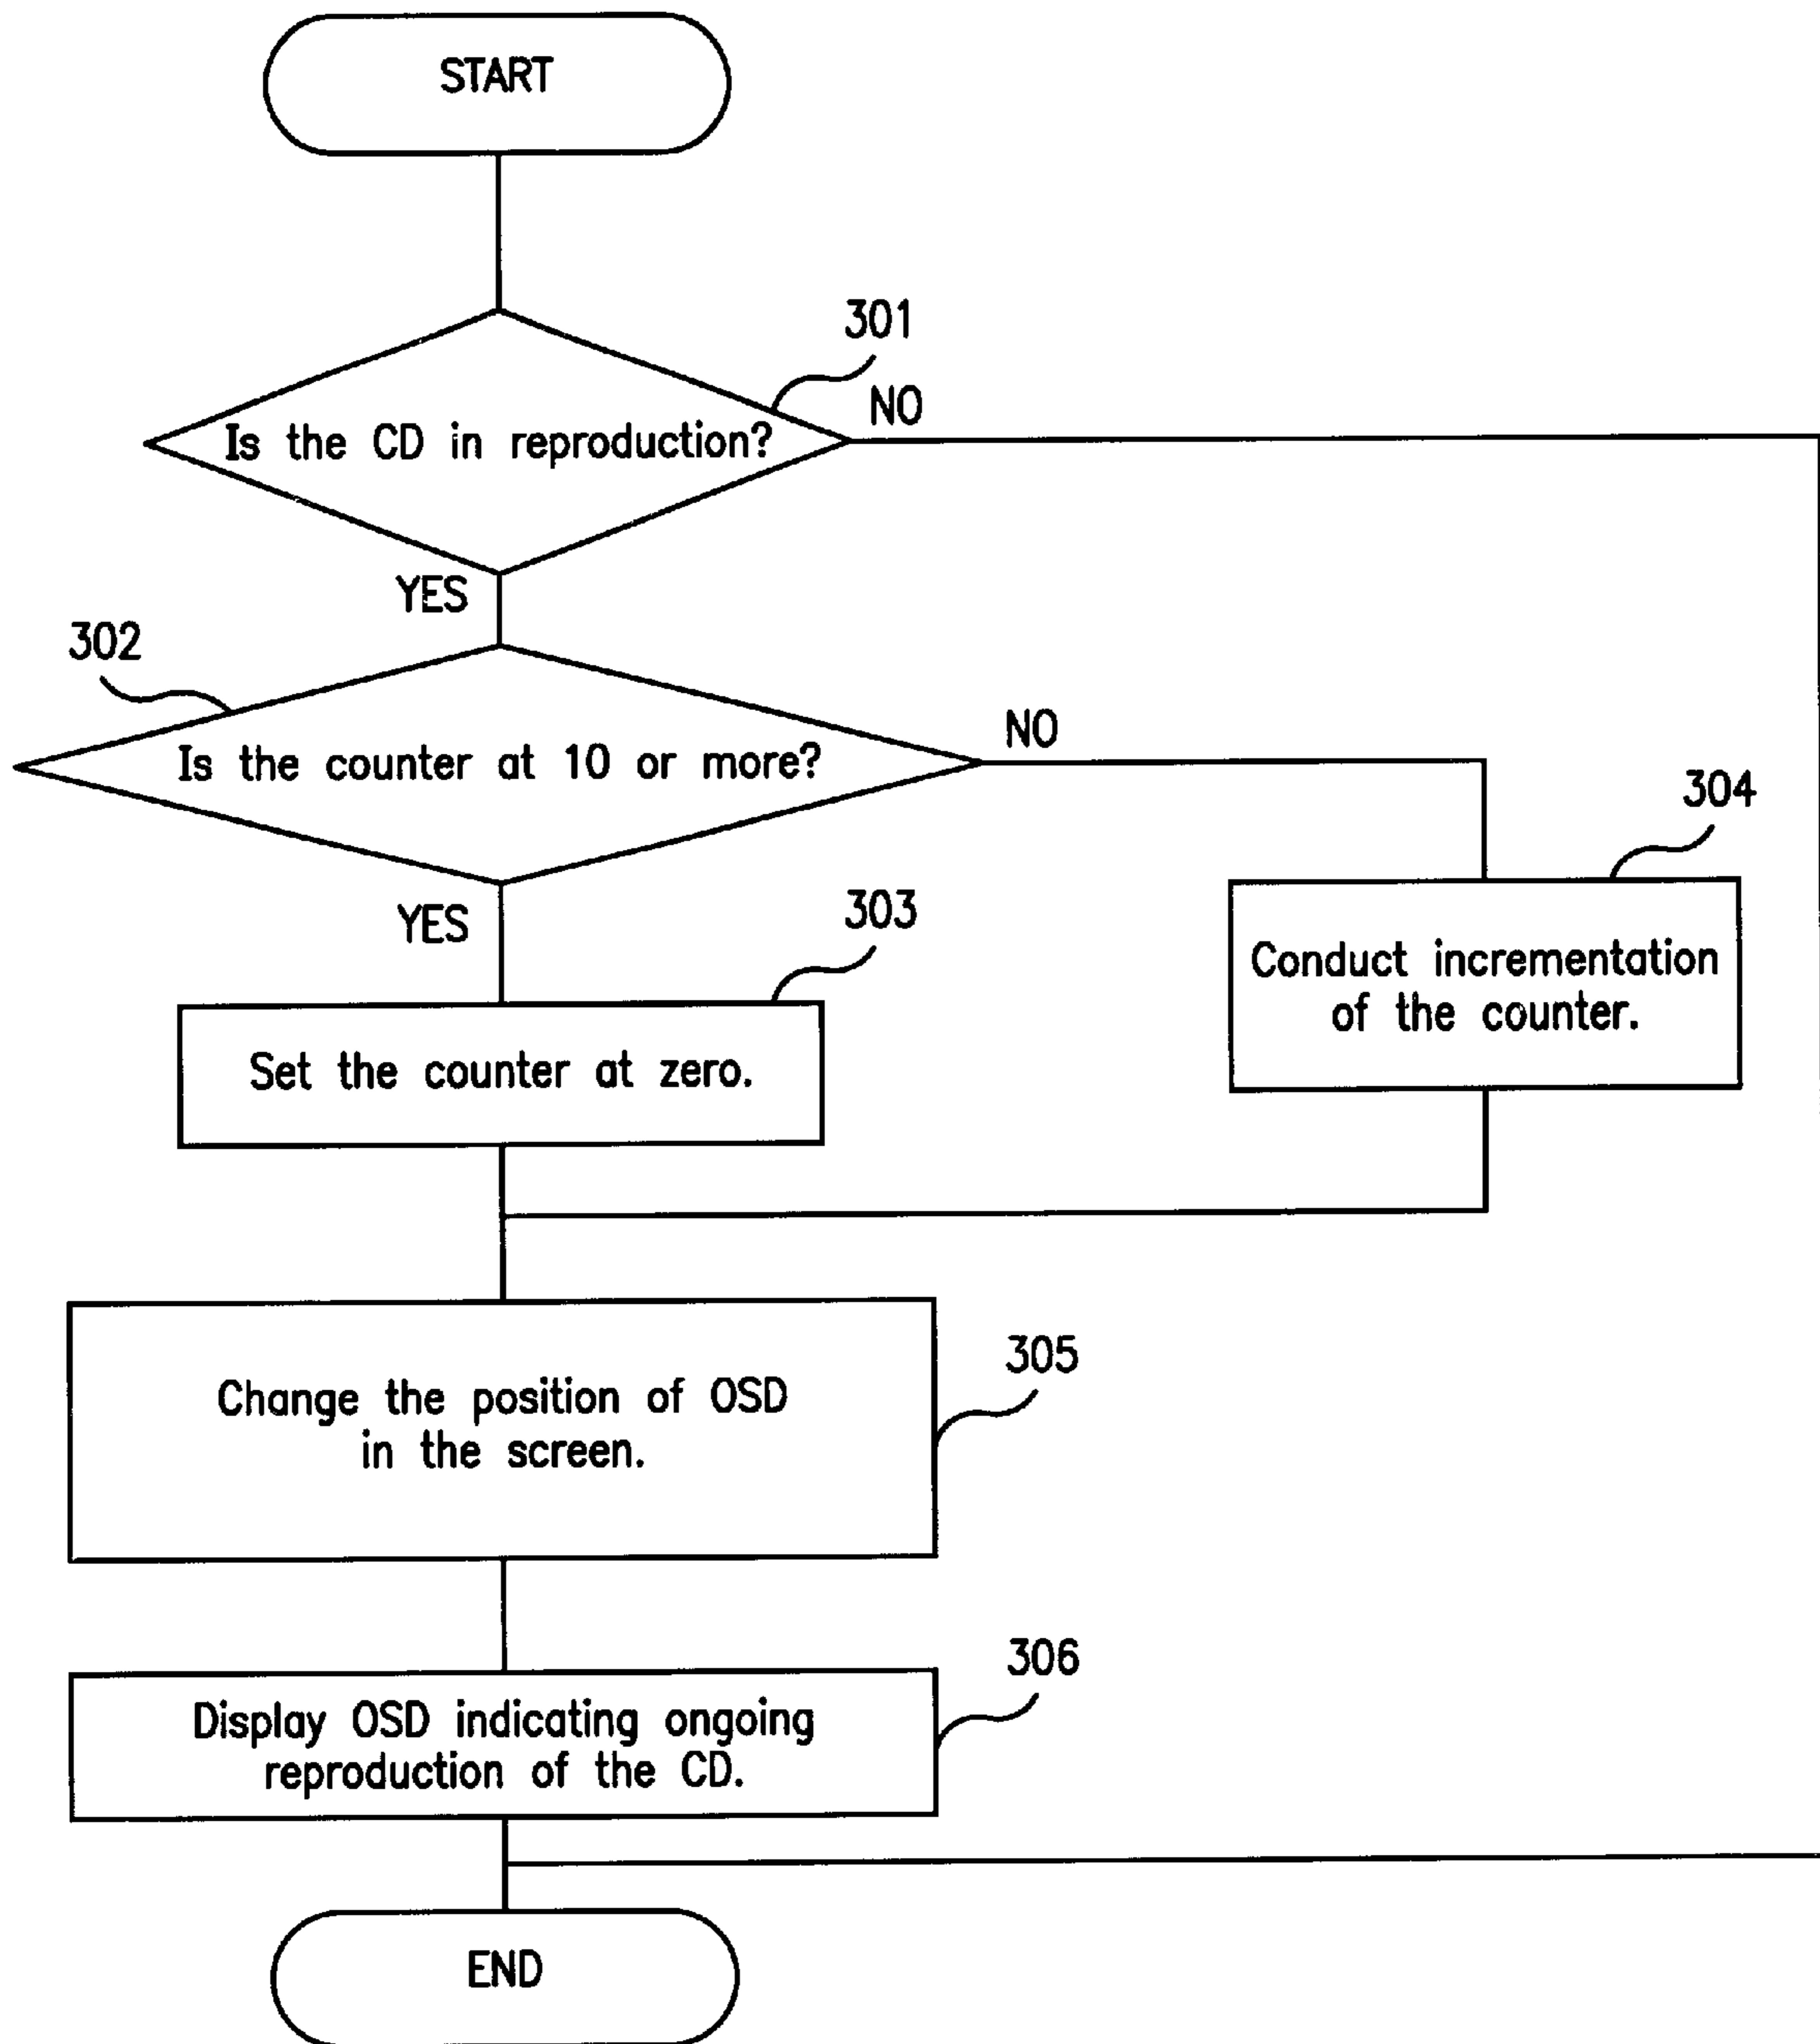 START
301
Is the CD in reproduction?
NO
YES
302
Is the counter at 10 or more?
NO
304
YES
303
Conduct incrementation
of the counter.
Set the counter at zero.
305
Change the position of OSD
in the screen.
306
Display OSD indicating ongoing
reproduction of the CD.
END